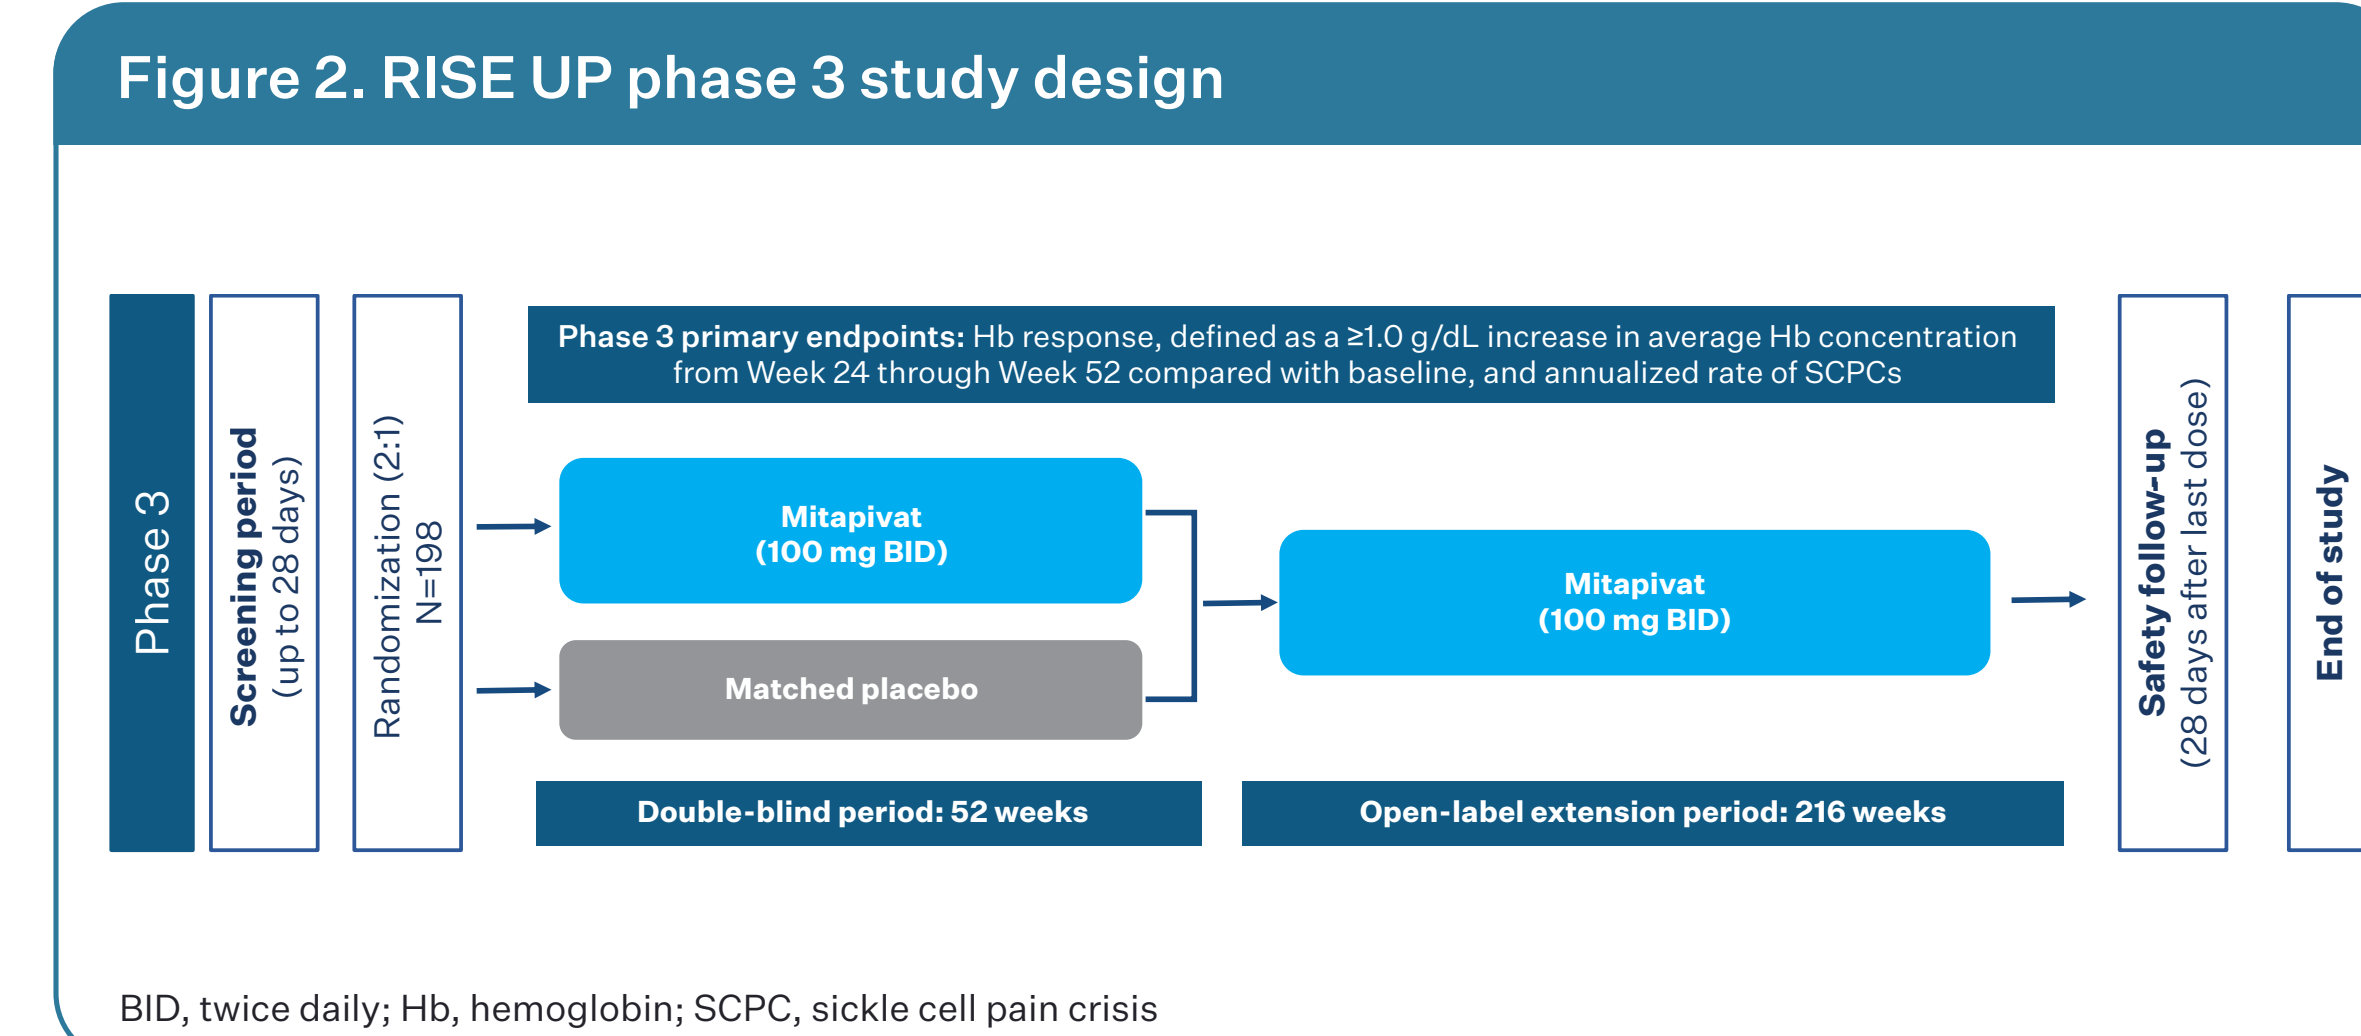 Figure 2. RISE UP phase 3 study design
Phase 3
Screening period
(up to 28 days)
Randomization (2:1)
N=198
Phase 3 primary endpoints: Hb response, defined as a ≥1.0 g/dL increase in average Hb concentration
from Week 24 through Week 52 compared with baseline, and annualized rate of SCPCs
Mitapivat
(100 mg BID)
Matched placebo
Mitapivat
(100 mg BID)
Double-blind period: 52 weeks
Open-label extension period: 216 weeks
Safety follow-up
(28 days after last dose)
End of study
BID, twice daily; Hb, hemoglobin; SCPC, sickle cell pain crisis